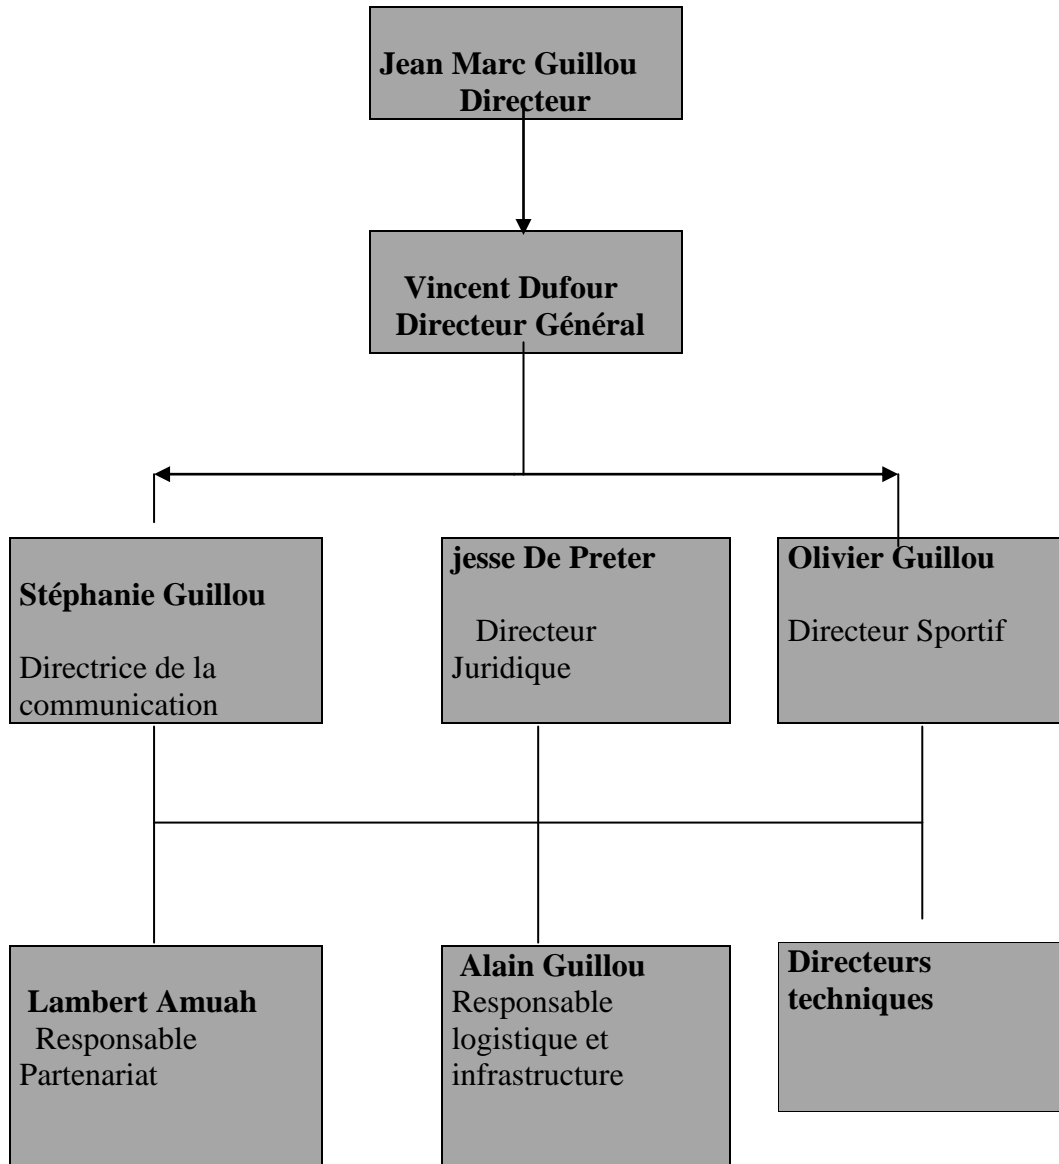 Jean Marc Guillou
Directeur
Vincent Dufour
Directeur Général
Stéphanie Guillou
Directrice de la
communication
jesse De Preter
Directeur
Juridique
Olivier Guillou
Directeur Sportif
Lambert Amuah
Responsable
Partenariat
Alain Guillou
Responsable
logistique et
infrastructure
Directeurs
techniques